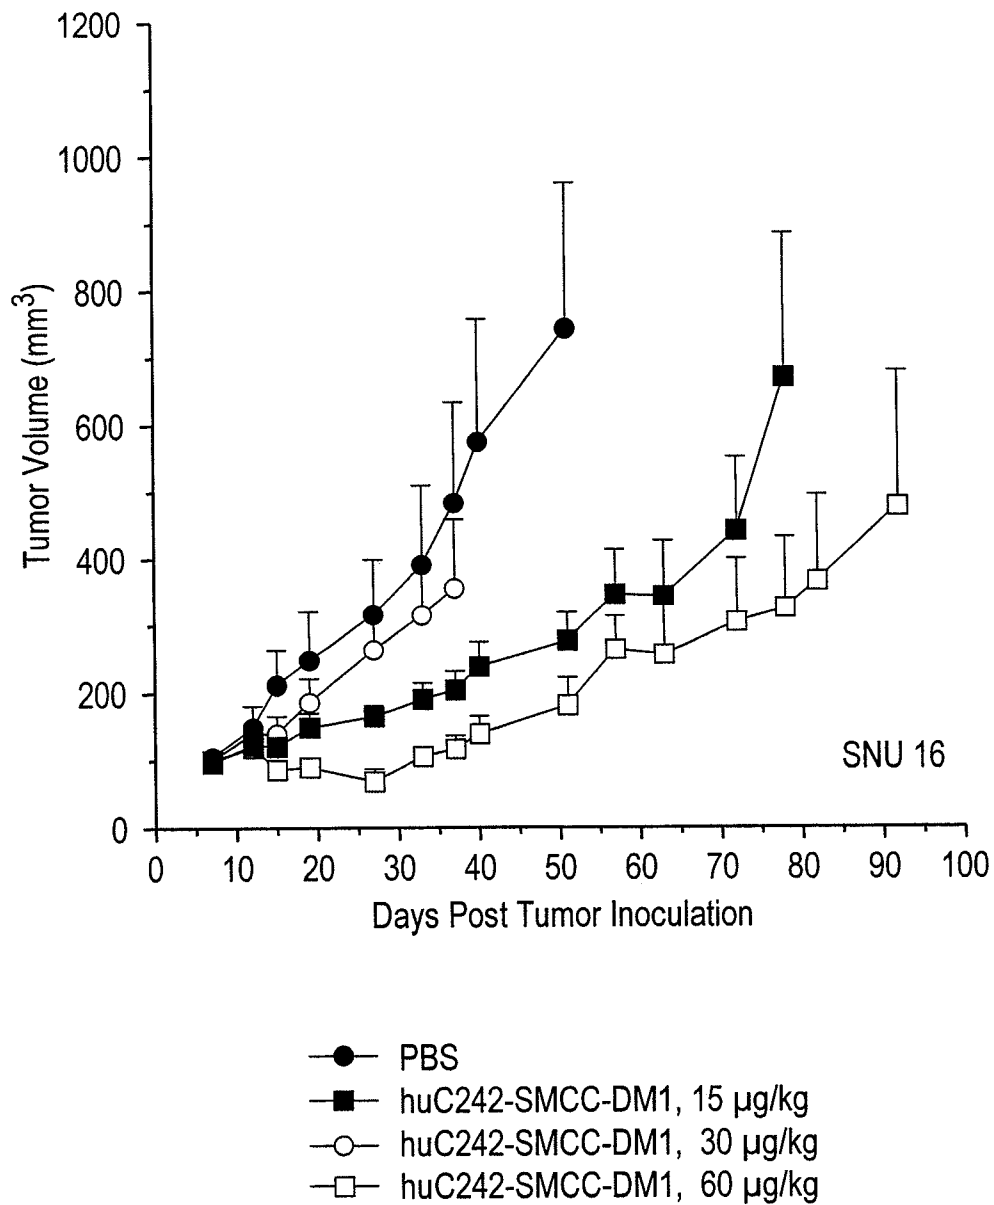 1200
1000
800
600
400
200
0
Tumor Volume (mm³)
0 10 20 30 40 50 60 70 80 90 100
Days Post Tumor Inoculation
SNU 16
PBS
huC242-SMCC-DM1, 15 µg/kg
huC242-SMCC-DM1, 30 µg/kg
huC242-SMCC-DM1, 60 µg/kg